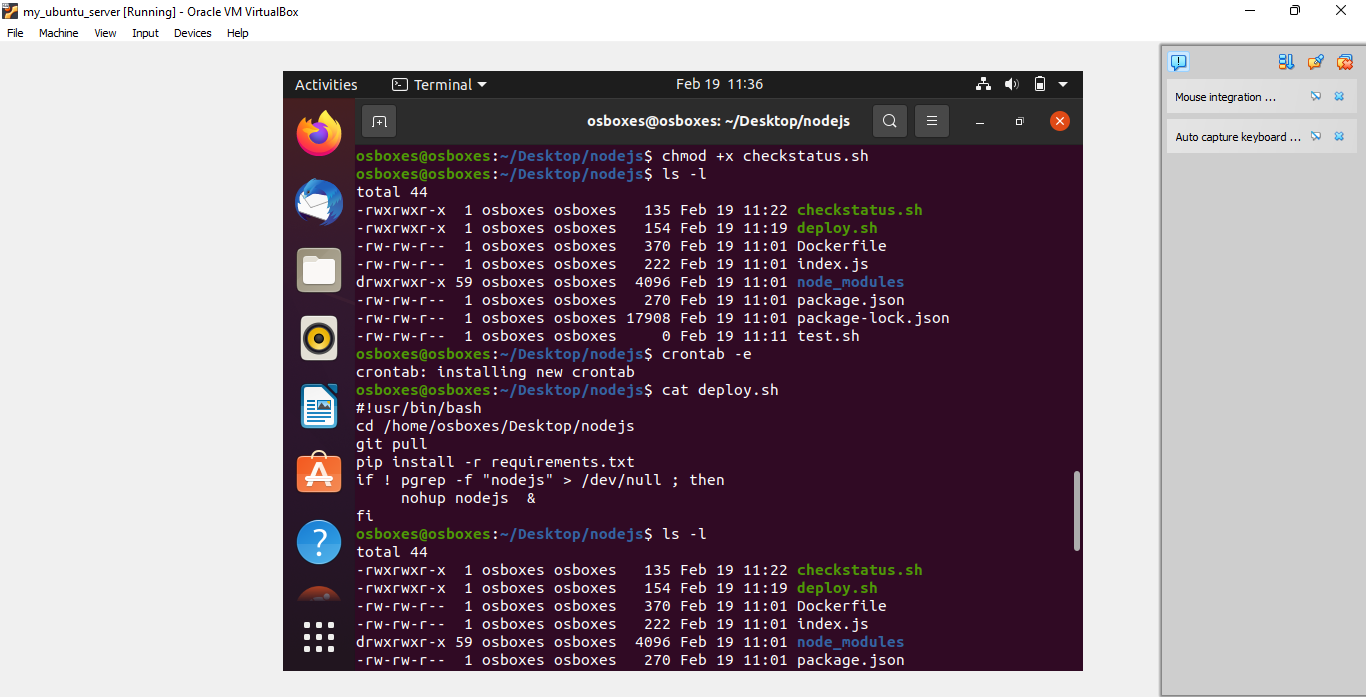 my_ubuntu_server [Running] - Oracle VM VirtualBox
File Machine View Input Devices Help
Activities Terminal Feb 19 11:36
osboxes@osboxes: ~/Desktop/nodejs
osboxes@osboxes:~/Desktop/nodejs$ chmod +x checkstatus.sh
osboxes@osboxes:~/Desktop/nodejs$ ls -l
total 44
-rwxrwxr-x  1 osboxes osboxes   135 Feb 19 11:22 checkstatus.sh
-rwxrwxr-x  1 osboxes osboxes   154 Feb 19 11:19 deploy.sh
-rw-rw-r--  1 osboxes osboxes   370 Feb 19 11:01 Dockerfile
-rw-rw-r--  1 osboxes osboxes   222 Feb 19 11:01 index.js
drwxrwxr-x 59 osboxes osboxes  4096 Feb 19 11:01 node_modules
-rw-rw-r--  1 osboxes osboxes   270 Feb 19 11:01 package.json
-rw-rw-r--  1 osboxes osboxes 17908 Feb 19 11:01 package-lock.json
-rw-rw-r--  1 osboxes osboxes     0 Feb 19 11:11 test.sh
osboxes@osboxes:~/Desktop/nodejs$ crontab -e
crontab: installing new crontab
osboxes@osboxes:~/Desktop/nodejs$ cat deploy.sh
#!usr/bin/bash
cd /home/osboxes/Desktop/nodejs
git pull
pip install -r requirements.txt
if ! pgrep -f "nodejs" > /dev/null ; then
     nohup nodejs  &
fi
osboxes@osboxes:~/Desktop/nodejs$ ls -l
total 44
-rwxrwxr-x  1 osboxes osboxes   135 Feb 19 11:22 checkstatus.sh
-rwxrwxr-x  1 osboxes osboxes   154 Feb 19 11:19 deploy.sh
-rw-rw-r--  1 osboxes osboxes   370 Feb 19 11:01 Dockerfile
-rw-rw-r--  1 osboxes osboxes   222 Feb 19 11:01 index.js
drwxrwxr-x 59 osboxes osboxes  4096 Feb 19 11:01 node_modules
-rw-rw-r--  1 osboxes osboxes   270 Feb 19 11:01 package.json
Mouse integration ...
Auto capture keyboard ...